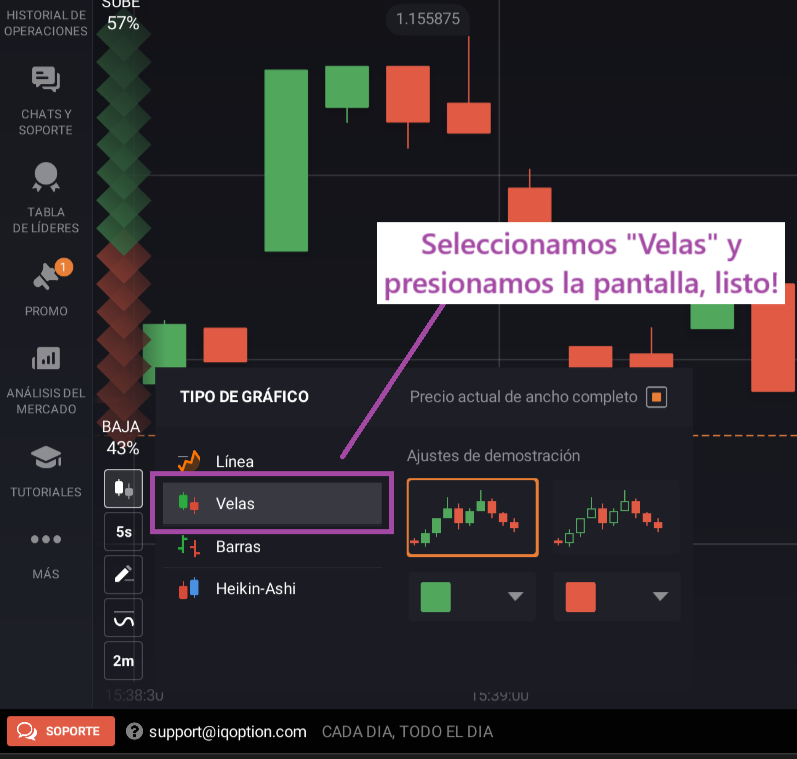 HISTORIAL DE
OPERACIONES
CHATS Y
SOPORTE
TABLA
DE LÍDERES
1
PROMO
ANÁLISIS DEL
MERCADO
TUTORIALES
MÁS
SUBE
57%
1.155875
Seleccionamos "Velas" y
presionamos la pantalla, listo!
BAJA
43%
5s
2m
TIPO DE GRÁFICO
Precio actual de ancho completo
Línea
Velas
Barras
Heikin-Ashi
Ajustes de demostración
15:38:30
15:39:00
SOPORTE
? support@iqoption.com CADA DIA, TODO EL DIA